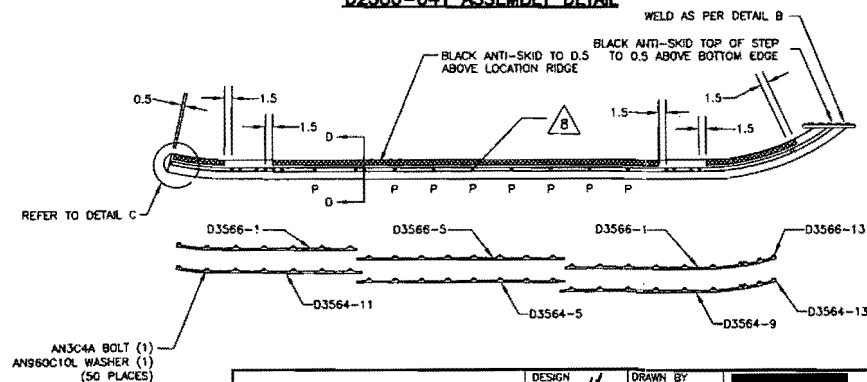 D2566-041 ASSEMBLY DETAIL
WELD AS PER DETAIL B
BLACK ANTI-SKID TO 0.5
ABOVE LOCATION RIDGE
BLACK ANTI-SKID TOP OF STEP
TO 0.5 ABOVE BOTTOM EDGE
0.5
1.5
1.5
1.5
1.5
1.5
D
D
8
P P P P P P P P
REFER TO DETAIL C
D3566-1
D3566-5
D3566-1
D3566-13
D3564-11
D3564-5
D3564-9
D3564-13
AN3C4A BOLT (1)
AN960C10L WASHER (1)
(50 PLACES)
DESIGN
DRAWN BY